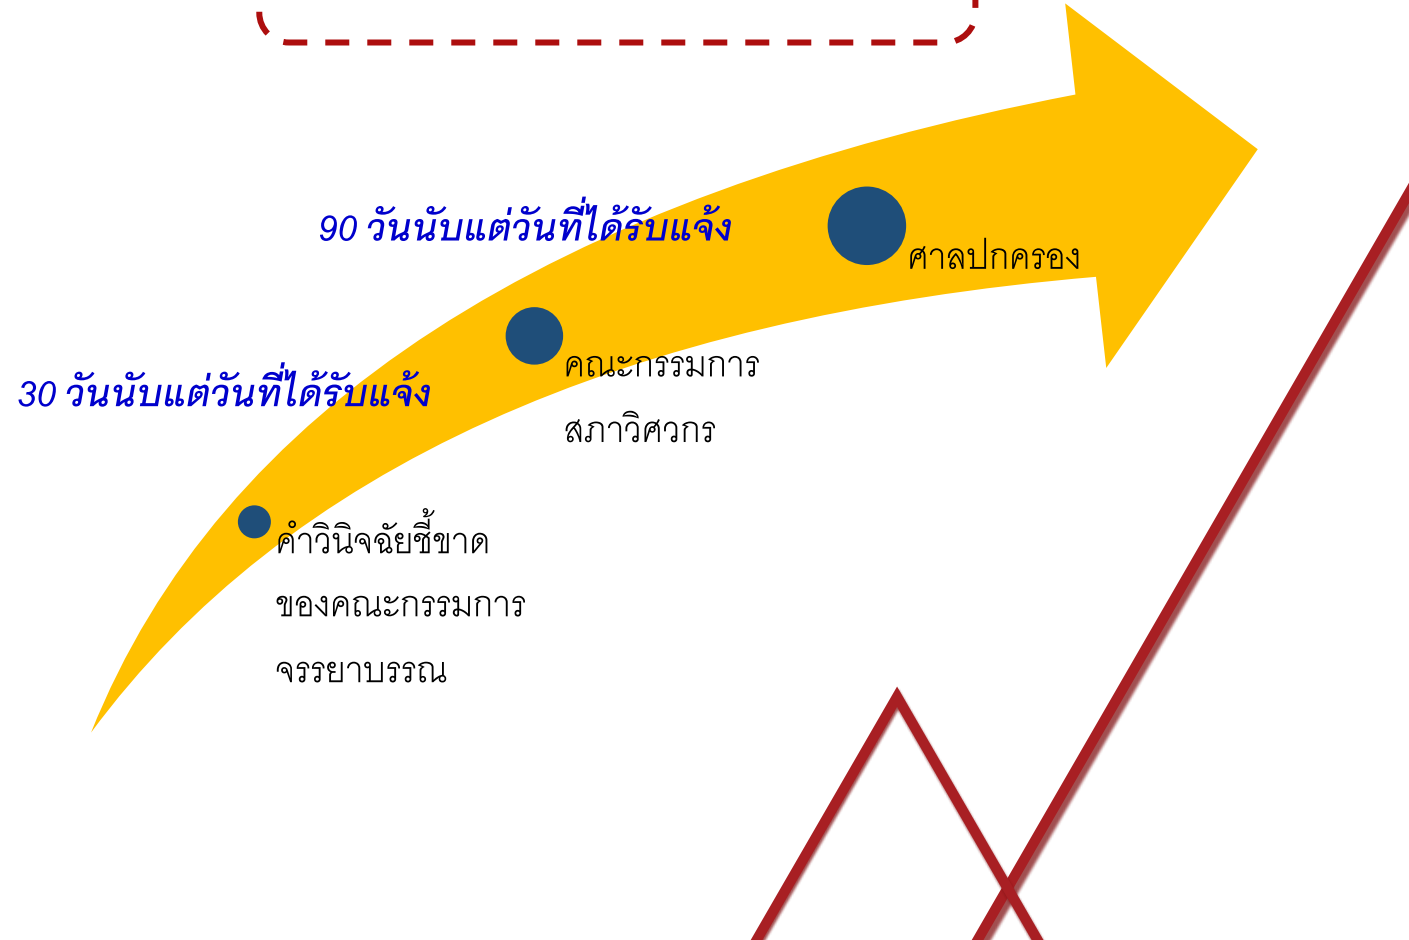 90 วันนับแต่วันที่ได้รับแจ้ง
ศาลปกครอง
30 วันนับแต่วันที่ได้รับแจ้ง
คณะกรรมการ
สภาวิศวกร
คำวินิจฉัยชี้ขาด
ของคณะกรรมการ
จรรยาบรรณ